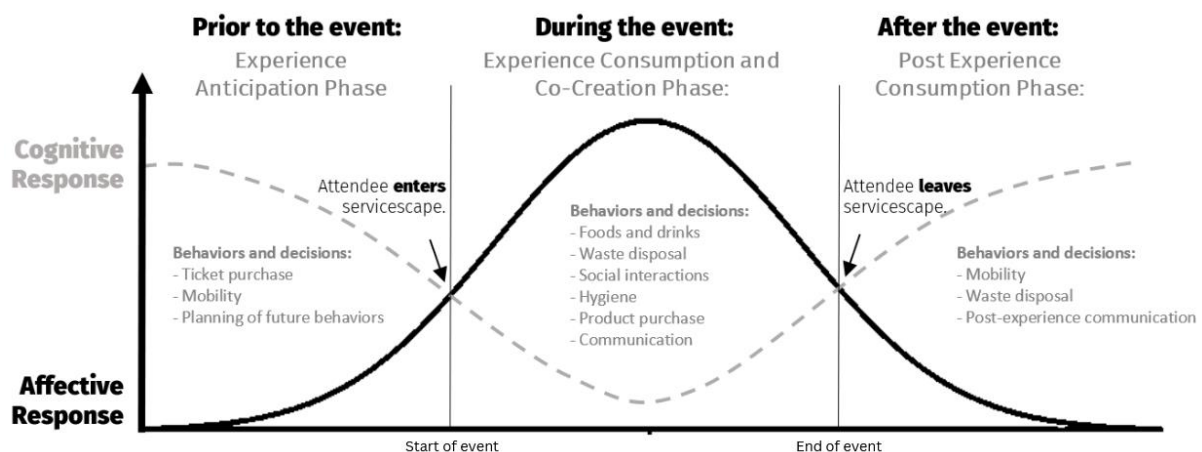 Prior to the event:
Experience
Anticipation Phase
During the event:
Experience Consumption and
Co-Creation Phase:
After the event:
Post Experience
Consumption Phase:
Cognitive
Response
Attendee enters
servicescape.
Attendee leaves
servicescape.
Behaviors and decisions:
- Ticket purchase
- Mobility
- Planning of future behaviors
Behaviors and decisions:
- Foods and drinks
- Waste disposal
- Social interactions
- Hygiene
- Product purchase
- Communication
Behaviors and decisions:
- Mobility
- Waste disposal
- Post-experience communication
Affective
Response
Start of event
End of event